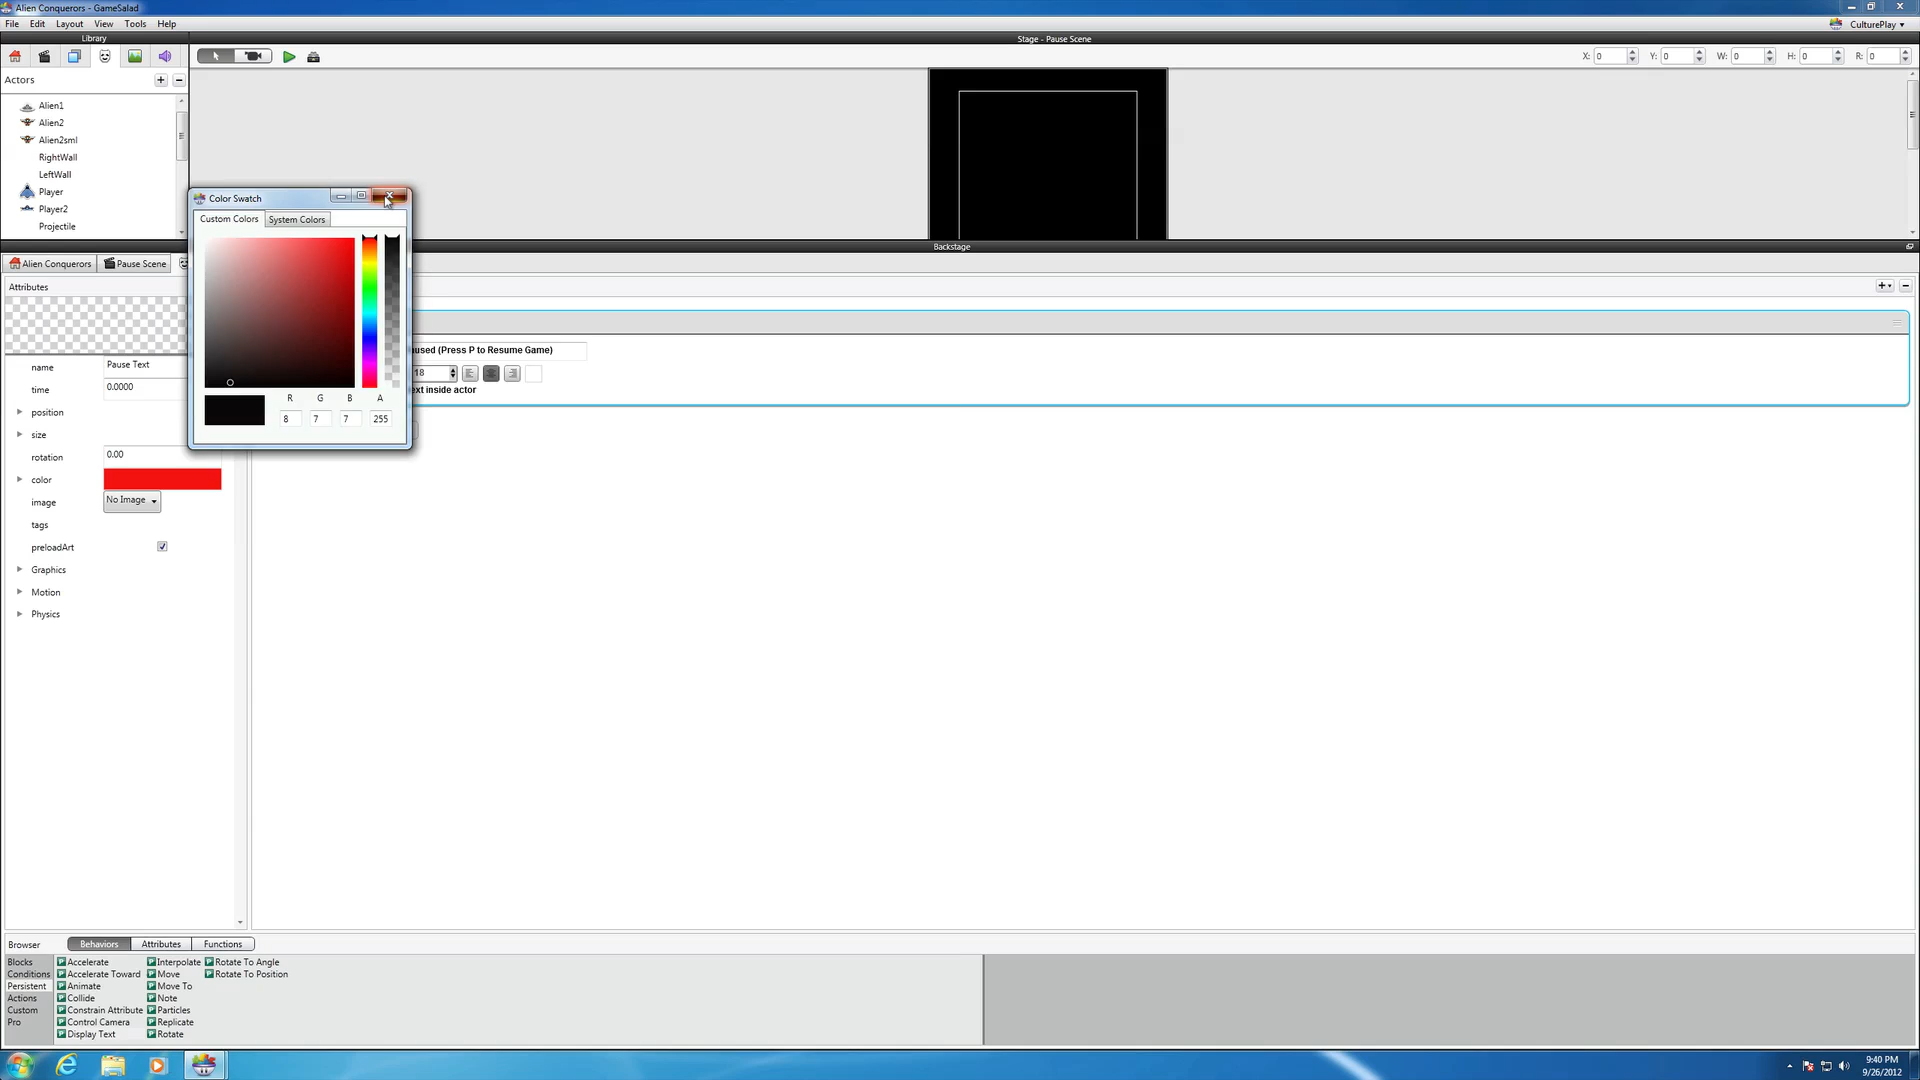 Alien Conquerors - GameSalad
File Edit Layout View Tools Help
CulturePlay
Library
Stage - Pause Scene
X: 0 Y: 0 W: 0 H: 0 R: 0
Actors
Alien1
Alien2
Alien2sml
RightWall
LeftWall
Player
Player2
Projectile
Color Swatch
Custom Colors System Colors
R G B A
8 7 7 255
Backstage
Alien Conquerors Pause Scene
Attributes
name Pause Text
time 0.0000
position
size
rotation 0.00
color
image No Image
tags
preloadArt
Graphics
Motion
Physics
used (Press P to Resume Game)
18
ext inside actor
Browser Behaviors Attributes Functions
Blocks
Conditions
Persistent
Actions
Custom
Pro
Accelerate Interpolate Rotate To Angle
Accelerate Toward Move Rotate To Position
Animate Move To
Collide Note
Constrain Attribute Particles
Control Camera Replicate
Display Text Rotate
9:40 PM
9/26/2012